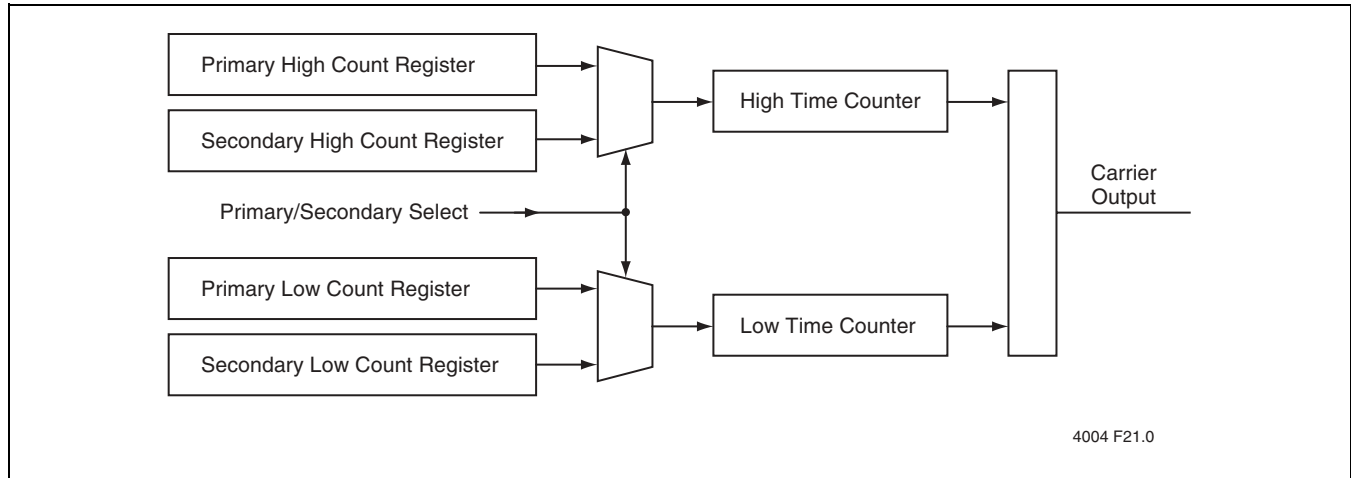 Primary High Count Register
High Time Counter
Secondary High Count Register
Carrier
Output
Primary/Secondary Select
Primary Low Count Register
Low Time Counter
Secondary Low Count Register
4004 F21.0